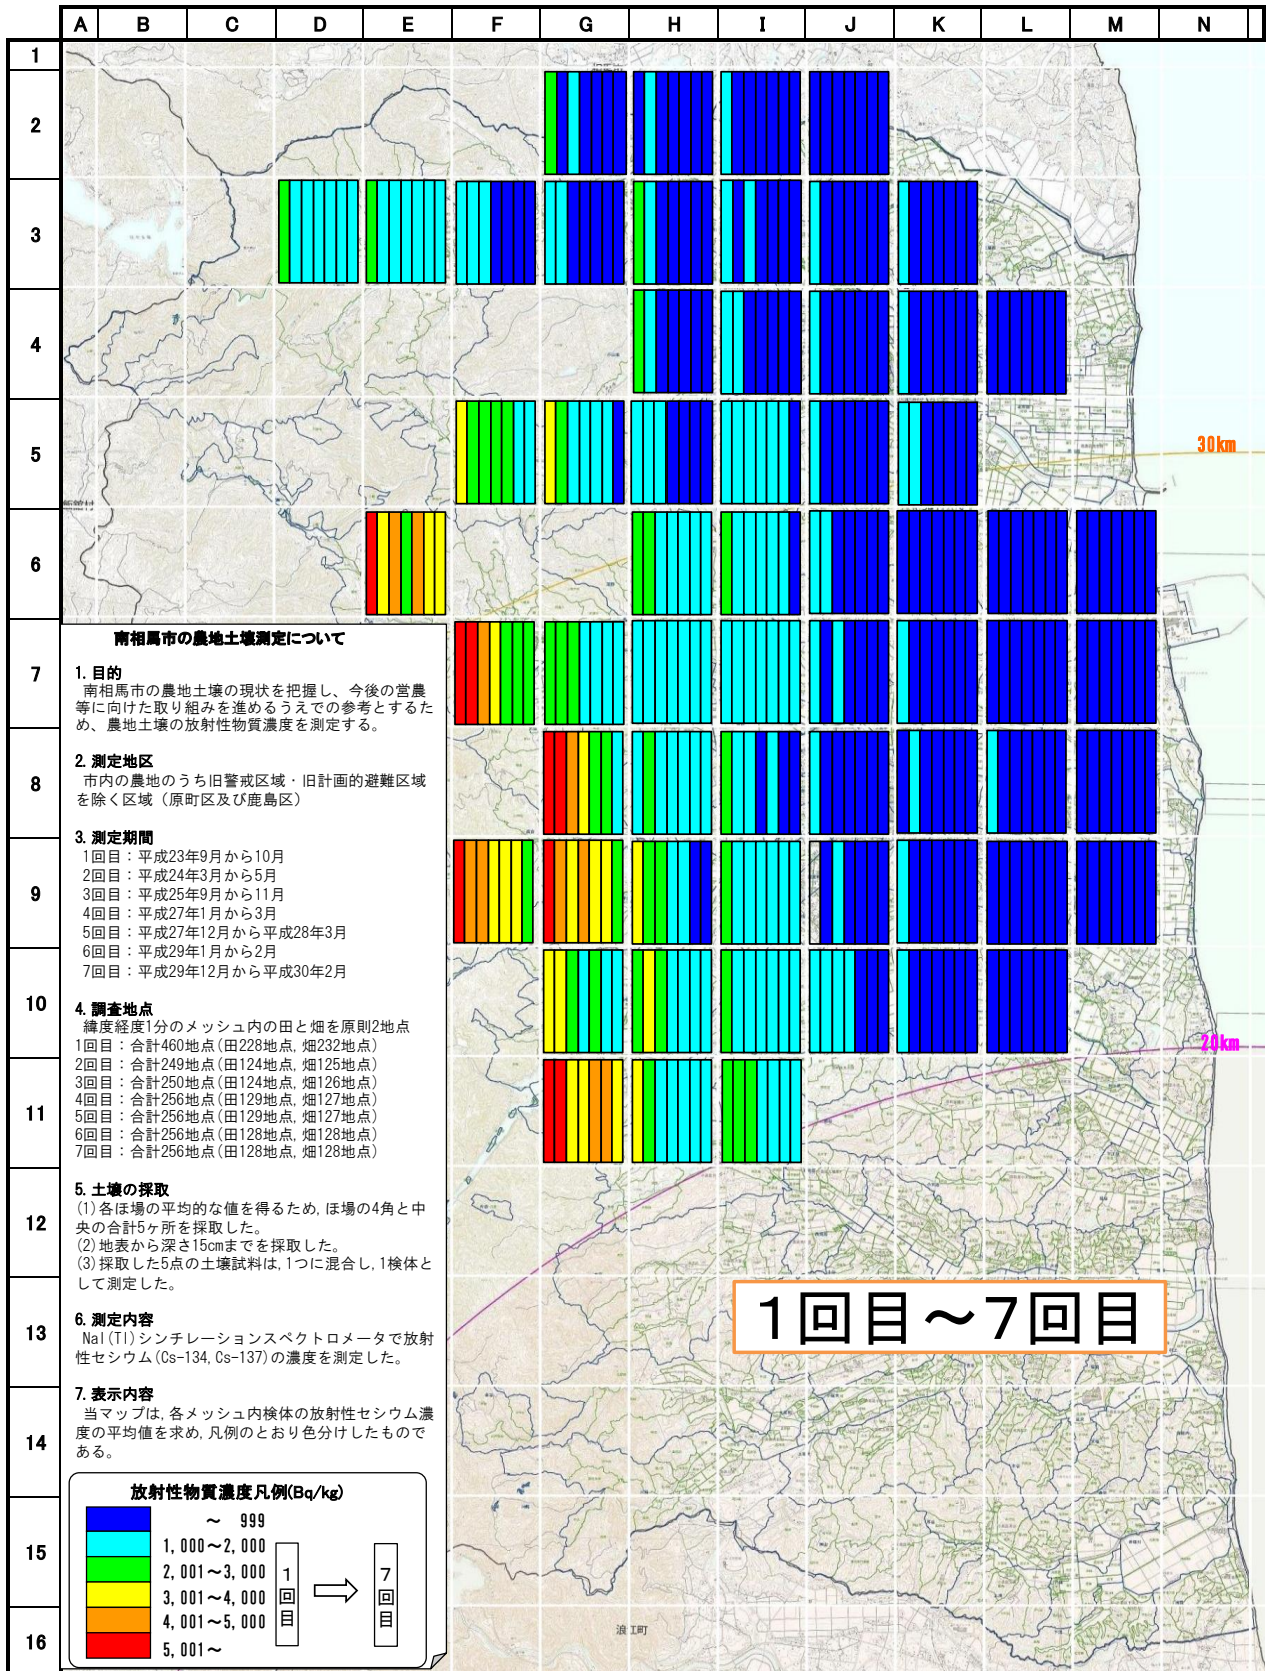 A B C D E F G H I J K L M N
1
2
3
4
5
30km
6
7
8
9
10
20km
11
12
13
14
15
16
南相馬市の農地土壌測定について
1. 目的
南相馬市の農地土壌の現状を把握し、今後の営農
等に向けた取り組みを進めるうえでの参考とするた
め、農地土壌の放射性物質濃度を測定する。
2. 測定地区
市内の農地のうち旧警戒区域・旧計画的避難区域
を除く区域（原町区及び鹿島区）
3. 測定期間
1回目：平成23年9月から10月
2回目：平成24年3月から5月
3回目：平成25年9月から11月
4回目：平成27年1月から3月
5回目：平成27年12月から平成28年3月
6回目：平成29年1月から2月
7回目：平成29年12月から平成30年2月
4. 調査地点
緯度経度1分のメッシュ内の田と畑を原則2地点
1回目：合計460地点(田228地点, 畑232地点)
2回目：合計249地点(田124地点, 畑125地点)
3回目：合計250地点(田124地点, 畑126地点)
4回目：合計256地点(田129地点, 畑127地点)
5回目：合計256地点(田129地点, 畑127地点)
6回目：合計256地点(田128地点, 畑128地点)
7回目：合計256地点(田128地点, 畑128地点)
5. 土壌の採取
(1)各ほ場の平均的な値を得るため, ほ場の4角と中
央の合計5ヶ所を採取した。
(2)地表から深さ15cmまでを採取した。
(3)採取した5点の土壌試料は, 1つに混合し, 1検体と
して測定した。
6. 測定内容
NaI(Tl)シンチレーションスペクトロメータで放射
性セシウム(Cs-134, Cs-137)の濃度を測定した。
7. 表示内容
当マップは, 各メッシュ内検体の放射性セシウム濃
度の平均値を求め, 凡例のとおり色分けしたもので
ある。
放射性物質濃度凡例(Bq/kg)
～ 999
1,000～2,000
2,001～3,000
3,001～4,000
4,001～5,000
5,001～
1回目 ⇨ 7回目
1回目～7回目
浪江町